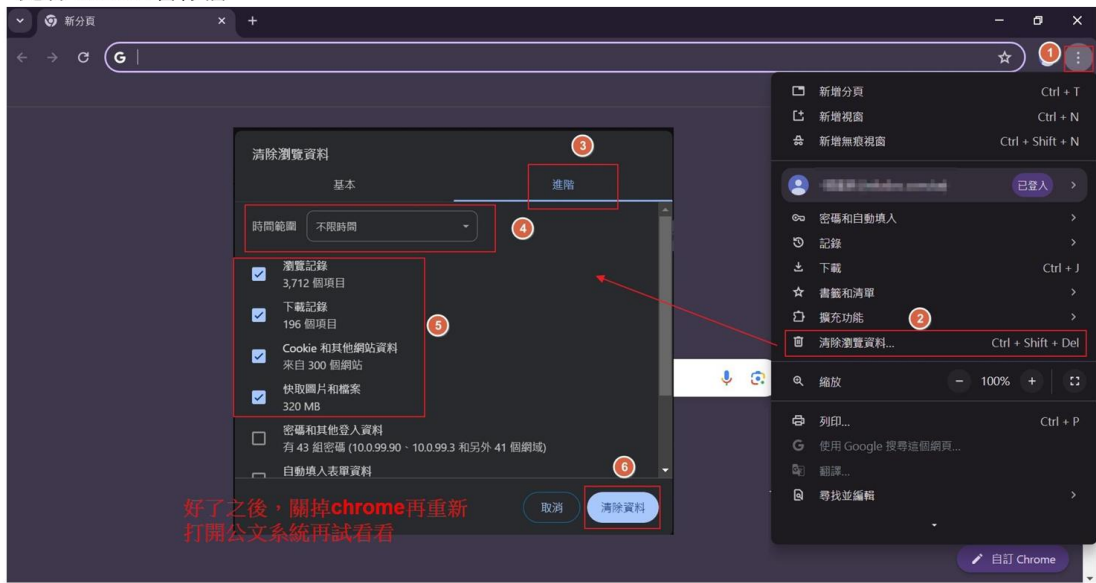 新分頁
G
1
新增分頁 Ctrl + T
新增視窗 Ctrl + N
新增無痕視窗 Ctrl + Shift + N
已登入
密碼和自動填入
記錄
下載 Ctrl + J
書籤和清單
擴充功能
2
清除瀏覽資料... Ctrl + Shift + Del
縮放 − 100% +
列印... Ctrl + P
使用 Google 搜尋這個網頁...
翻譯...
尋找並編輯
自訂 Chrome
清除瀏覽資料
3
基本 進階
時間範圍 不限時間
4
瀏覽記錄
3,712 個項目
下載記錄
196 個項目
5
Cookie 和其他網站資料
來自 300 個網站
快取圖片和檔案
320 MB
密碼和其他登入資料
有 43 組密碼 (10.0.99.90、10.0.99.3 和另外 41 個網域)
自動填入表單資料
6
取消 清除資料
好了之後，關掉chrome再重新
打開公文系統再試看看